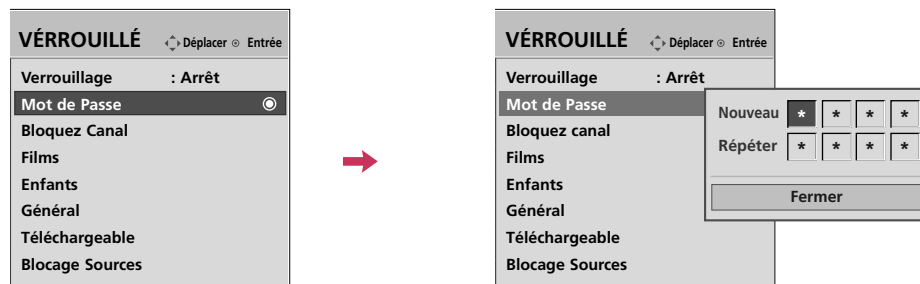 VÉRROUILLÉ Déplacer Entrée
Verrouillage : Arrêt
Mot de Passe
Bloquez Canal
Films
Enfants
Général
Téléchargeable
Blocage Sources
VÉRROUILLÉ Déplacer Entrée
Verrouillage : Arrêt
Mot de Passe
Bloquez canal
Films
Enfants
Général
Téléchargeable
Blocage Sources
Nouveau * * * *
Répéter * * * *
Fermer